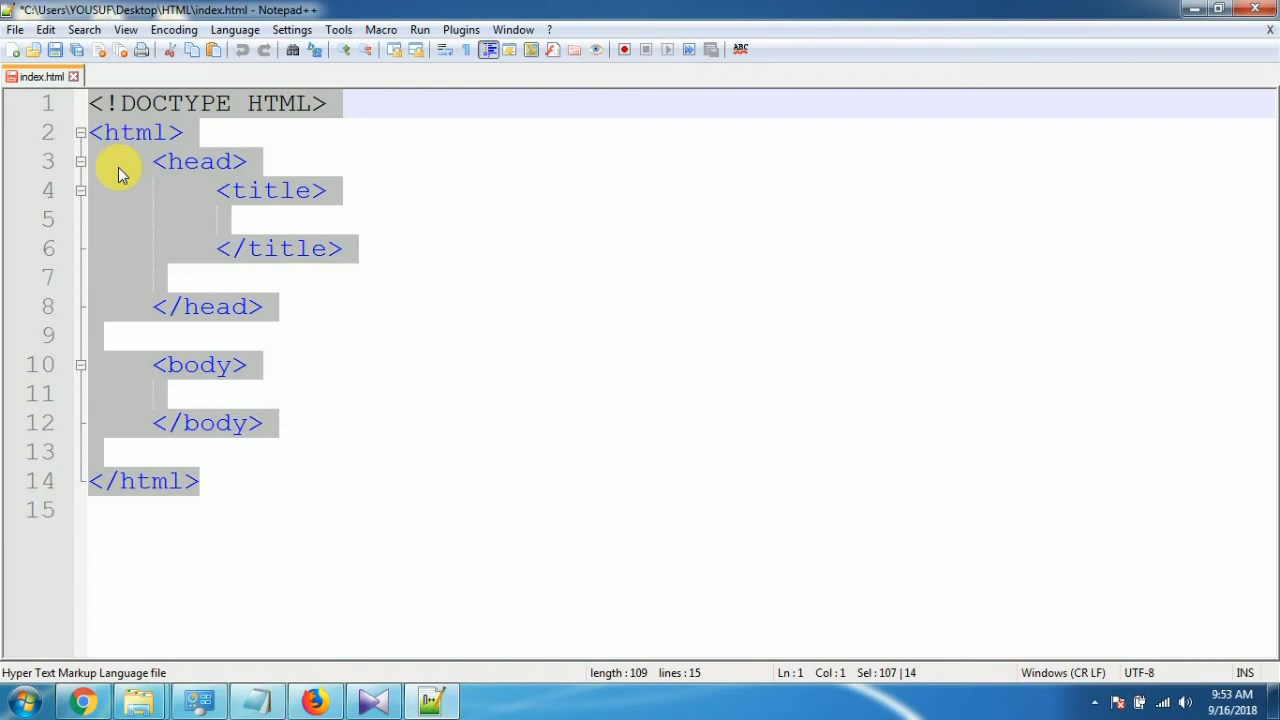 *C:\Users\YOUSUF\Desktop\HTML\index.html - Notepad++
File Edit Search View Encoding Language Settings Tools Macro Run Plugins Window ? X
ABC
index.html
1 <!DOCTYPE HTML>
2 <html>
3 <head>
4 <title>
5
6 </title>
7
8 </head>
9
10 <body>
11
12 </body>
13
14 </html>
15
Hyper Text Markup Language file length : 109 lines : 15 Ln : 1 Col : 1 Sel : 107 | 14 Windows (CR LF) UTF-8 INS
9:53 AM
9/16/2018